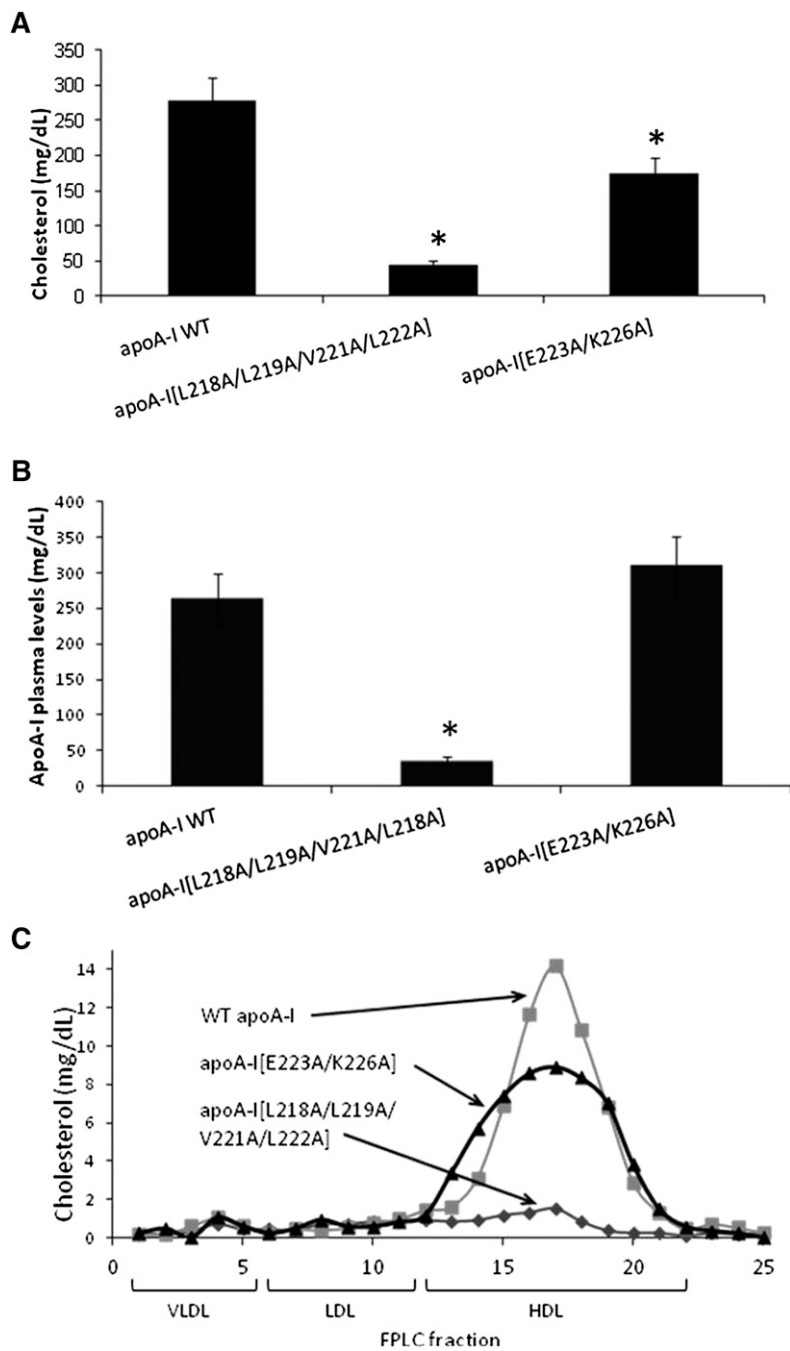 A
Cholesterol (mg/dL)
350
300
250
200
150
100
50
0
*
*
apoA-I WT
apoA-I[L218A/L219A/V221A/L222A]
apoA-I[E223A/K226A]
B
ApoA-I plasma levels (mg/dL)
400
350
300
250
200
150
100
50
0
*
apoA-I WT
apoA-I[L218A/L219A/V221A/L218A]
apoA-I[E223A/K226A]
C
Cholesterol (mg/dL)
14
12
10
8
6
4
2
0
WT apoA-I
apoA-I[E223A/K226A]
apoA-I[L218A/L219A/
V221A/L222A]
0 5 10 15 20 25
VLDL LDL HDL
FPLC fraction